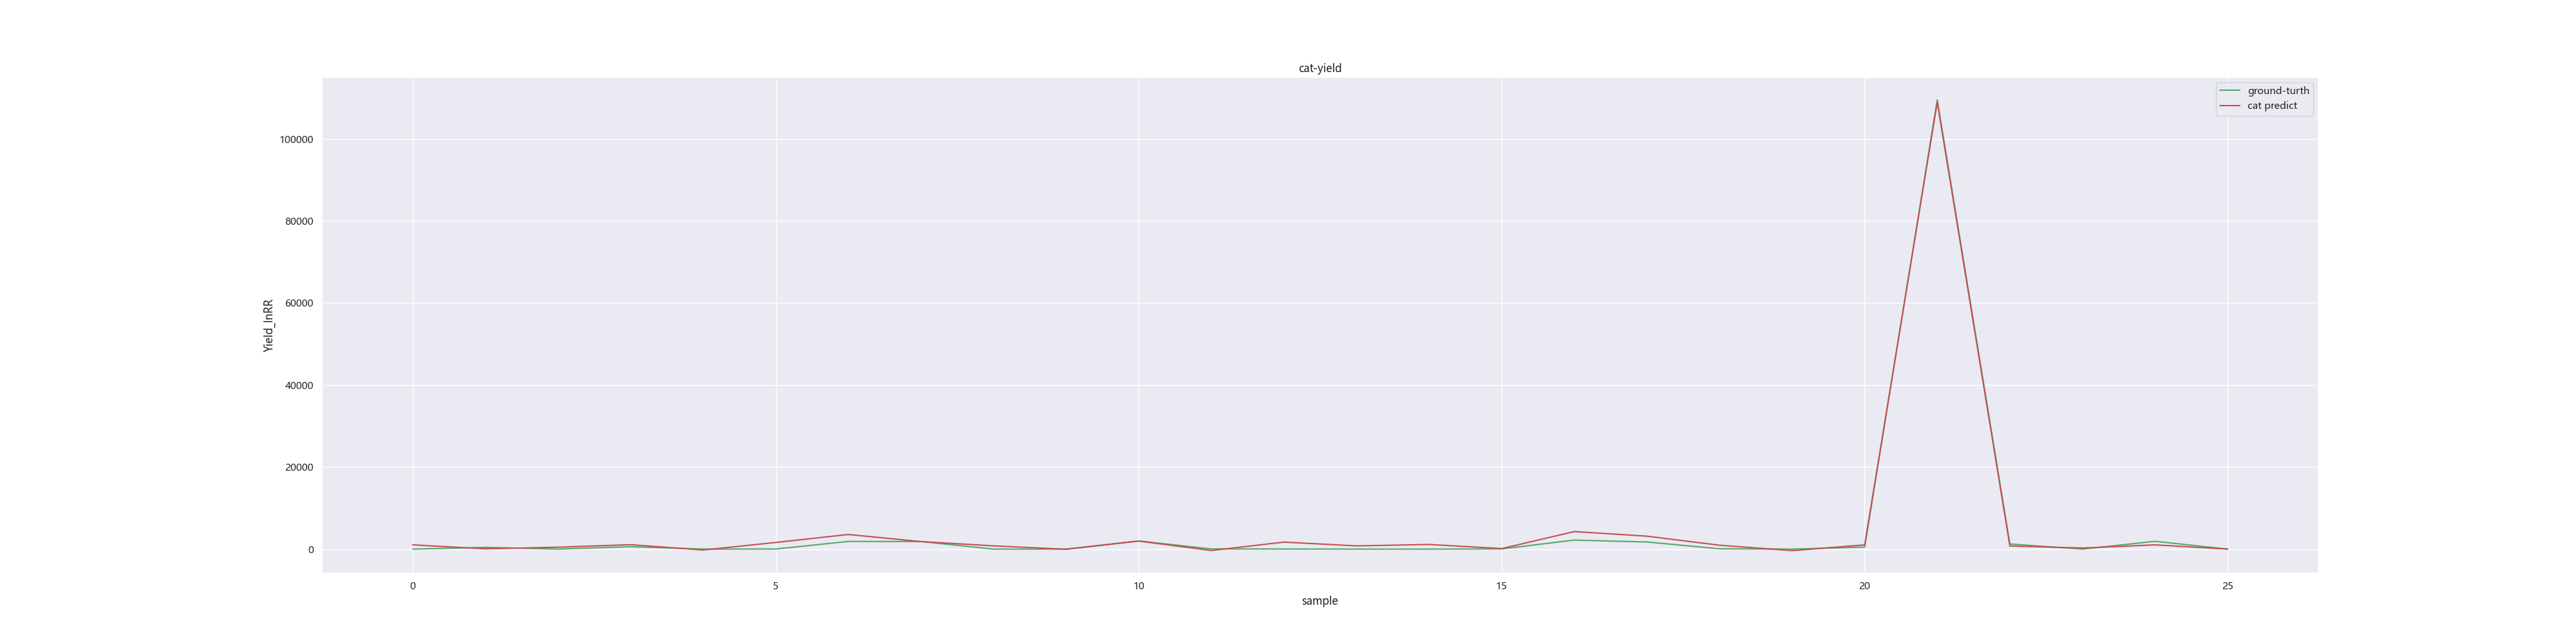 cat-yield
ground-turth
cat predict
100000
80000
60000
40000
20000
0
Yield_lnRR
0 5 10 15 20 25
sample